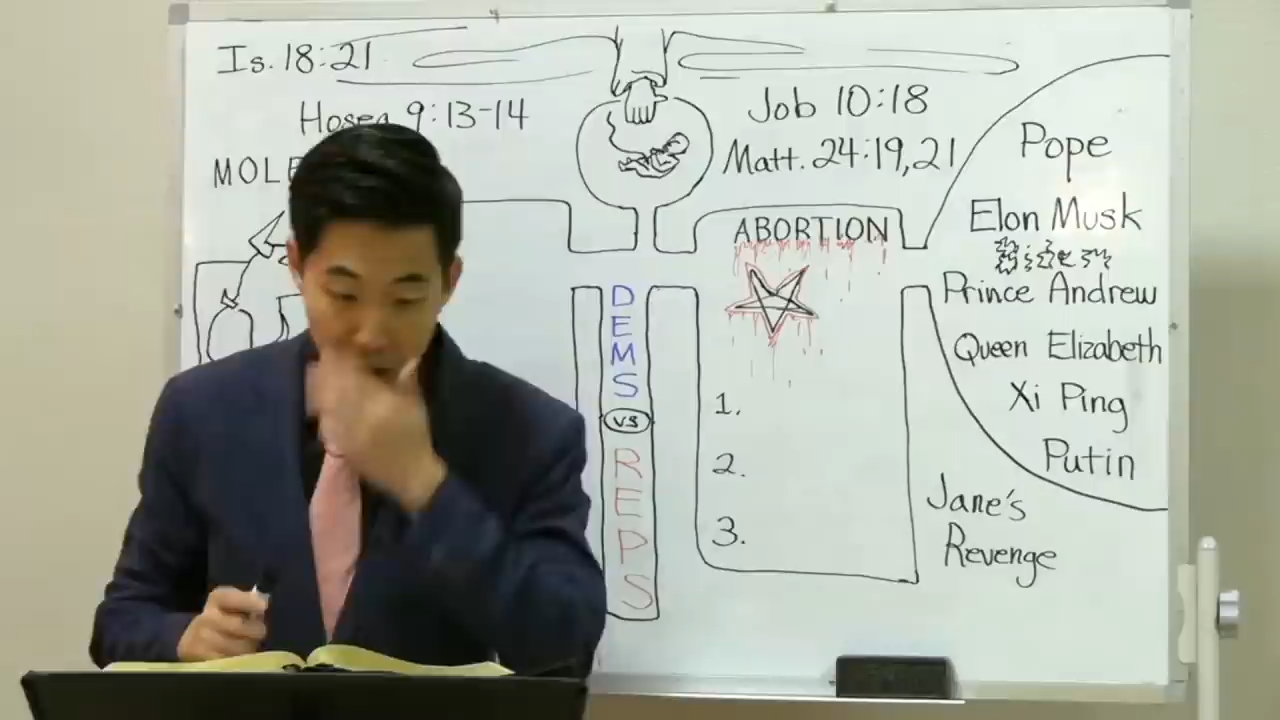 Is. 18:21
Hosea 9:13-14
Job 10:18
Matt. 24:19,21
ABORTION
1.
2.
3.
DEMS
VS
REPS
Pope
Elon Musk
Prince Andrew
Queen Elizabeth
Xi Ping
Putin
Jane's
Revenge